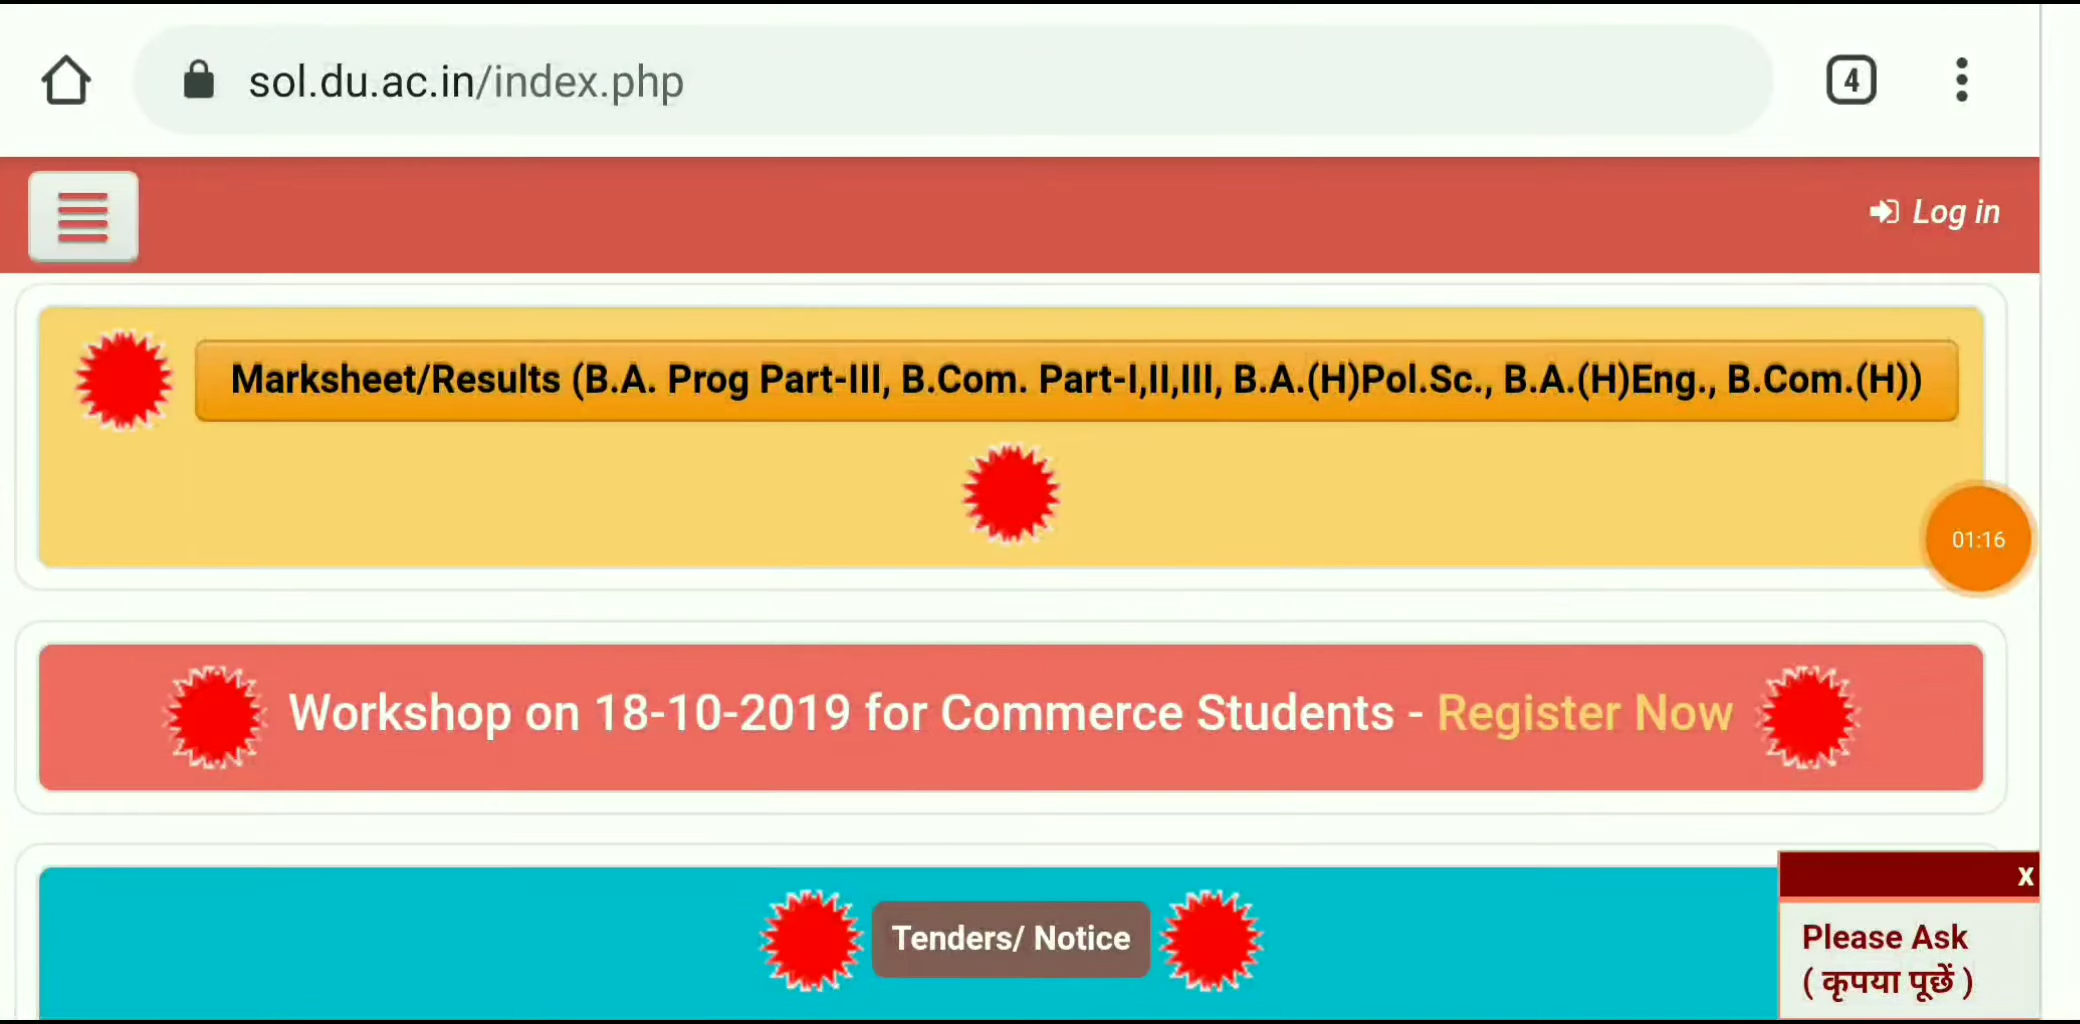 sol.du.ac.in/index.php
4
Log in
Marksheet/Results (B.A. Prog Part-III, B.Com. Part-I,II,III, B.A.(H)Pol.Sc., B.A.(H)Eng., B.Com.(H))
01:16
Workshop on 18-10-2019 for Commerce Students - Register Now
Tenders/ Notice
X
Please Ask
( कृपया पूछें )